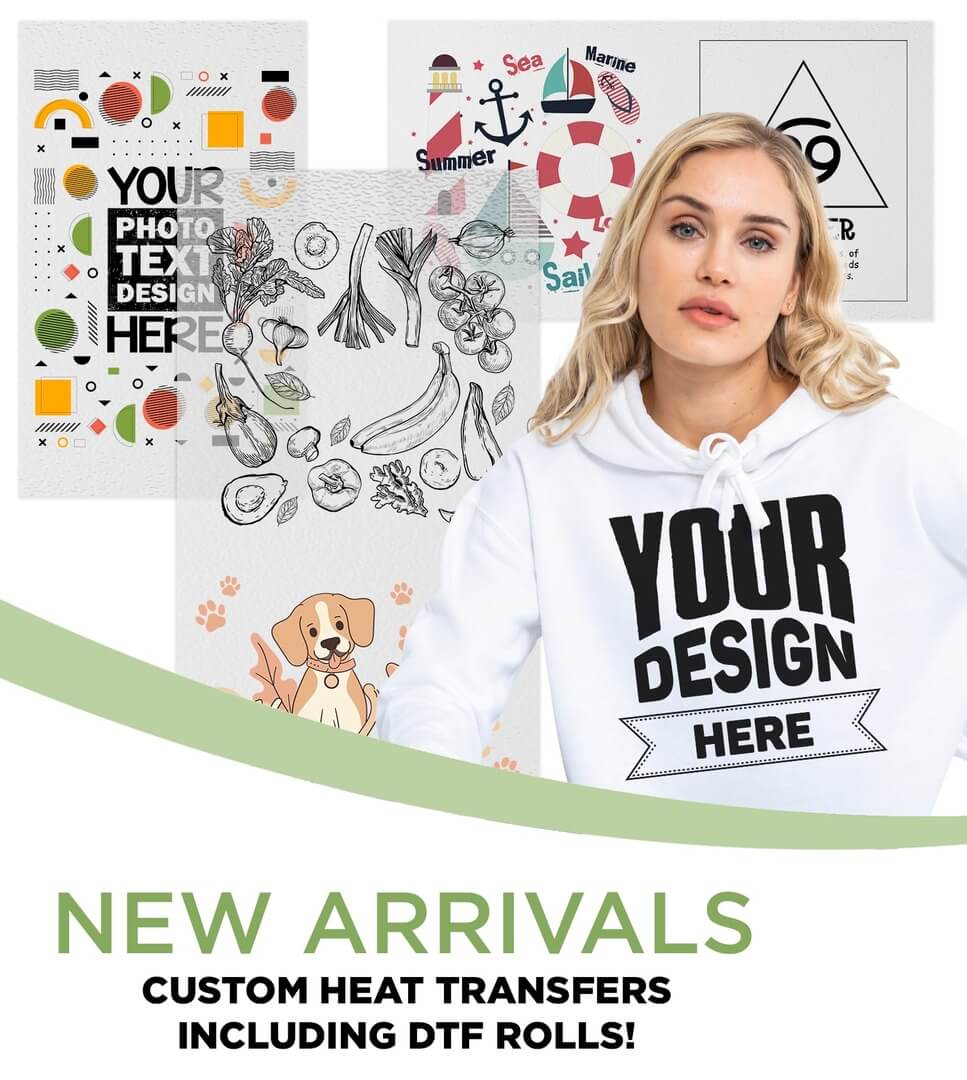 YOUR
PHOTO
TEXT
DESIGN
HERE
Sea
Marine
Summer
Sail
YOUR
DESIGN
HERE
NEW ARRIVALS
CUSTOM HEAT TRANSFERS
INCLUDING DTF ROLLS!